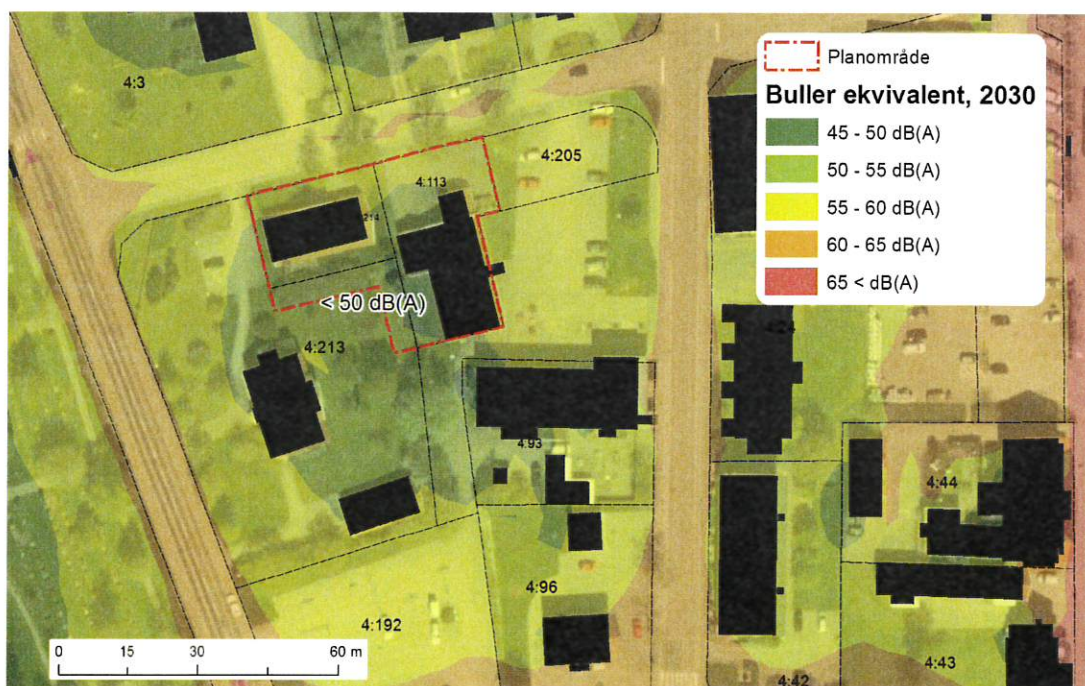 Planområde
Buller ekvivalent, 2030
45 - 50 dB(A)
50 - 55 dB(A)
55 - 60 dB(A)
60 - 65 dB(A)
65 < dB(A)
4:3
4:205
4:113
< 50 dB(A)
4:213
4:24
4:93
4:44
4:96
4:192
4:43
4:42
0 15 30 60 m